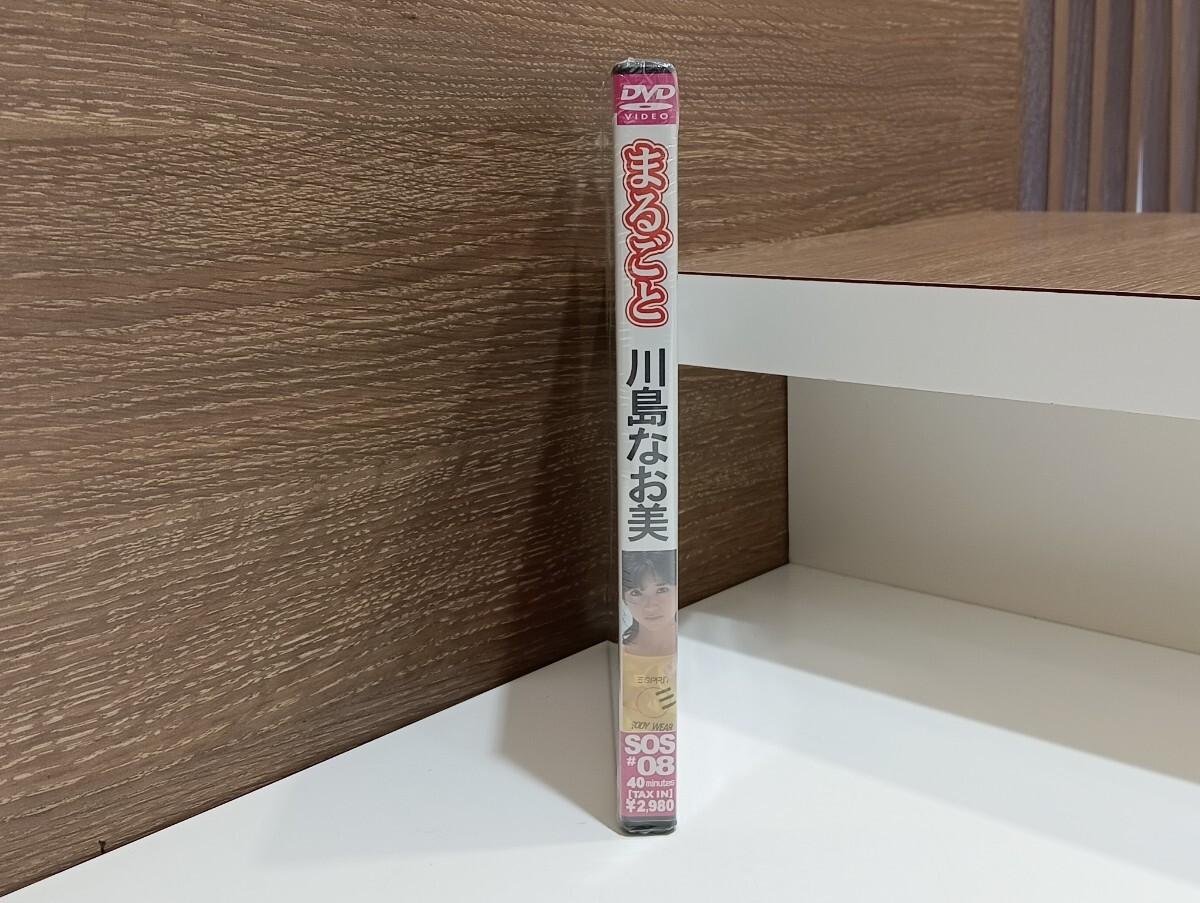 DVD
VIDEO
まるごと
川島なお美
ESPRIT
BODY WEAR
SOS
#08
40 minutes
[TAX IN]
¥2,980